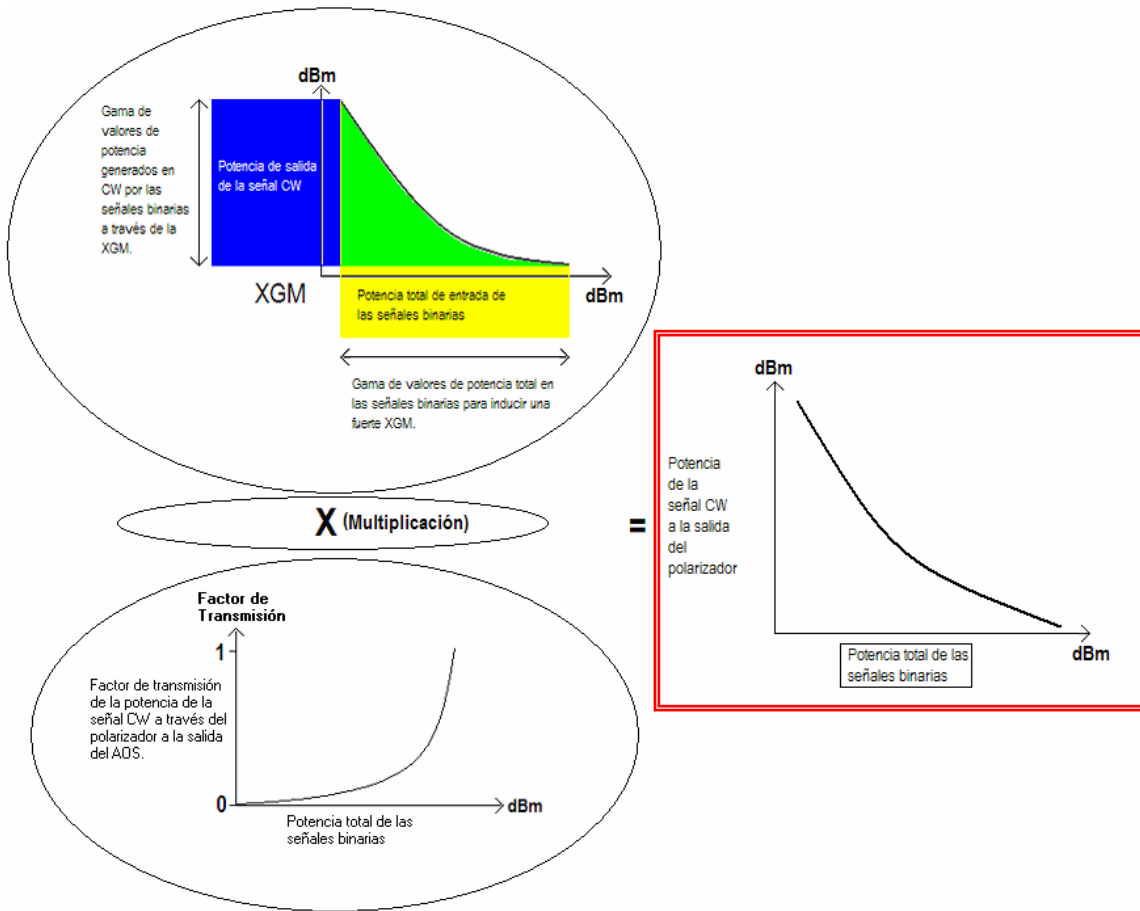 dBm
Gama de
valores de
potencia
generados en
CW por las
señales binarias
a través de la
XGM.
Potencia de salida
de la señal CW
XGM
dBm
Potencia total de entrada de
las señales binarias
Gama de valores de potencia total en
las señales binarias para inducir una
fuerte XGM.
X (Multiplicación)
=
dBm
Potencia
de la
señal CW
a la salida
del
polarizador
dBm
Potencia total de las
señales binarias
Factor de
Transmisión
1
Factor de transmisión
de la potencia de la
señal CW a través del
polarizador a la salida
del AOS.
0
dBm
Potencia total de las
señales binarias